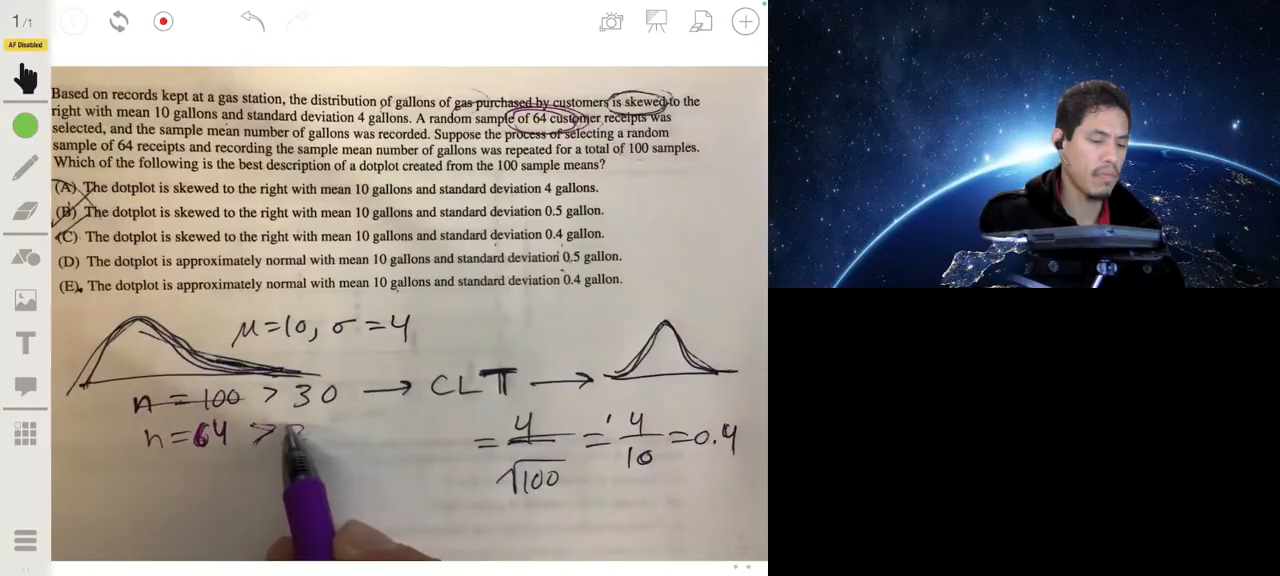 1/1
AF Disabled
Based on records kept at a gas station, the distribution of gallons of gas purchased by customers is skewed to the
right with mean 10 gallons and standard deviation 4 gallons. A random sample of 64 customer receipts was
selected, and the sample mean number of gallons was recorded. Suppose the process of selecting a random
sample of 64 receipts and recording the sample mean number of gallons was repeated for a total of 100 samples.
Which of the following is the best description of a dotplot created from the 100 sample means?
(A) The dotplot is skewed to the right with mean 10 gallons and standard deviation 4 gallons.
(B) The dotplot is skewed to the right with mean 10 gallons and standard deviation 0.5 gallon.
(C) The dotplot is skewed to the right with mean 10 gallons and standard deviation 0.4 gallon.
(D) The dotplot is approximately normal with mean 10 gallons and standard deviation 0.5 gallon.
(E) The dotplot is approximately normal with mean 10 gallons and standard deviation 0.4 gallon.
μ=10, σ=4
n=100 > 30 → CLT →
n=64 >
= 4/√100 = 4/10 = 0.4
T